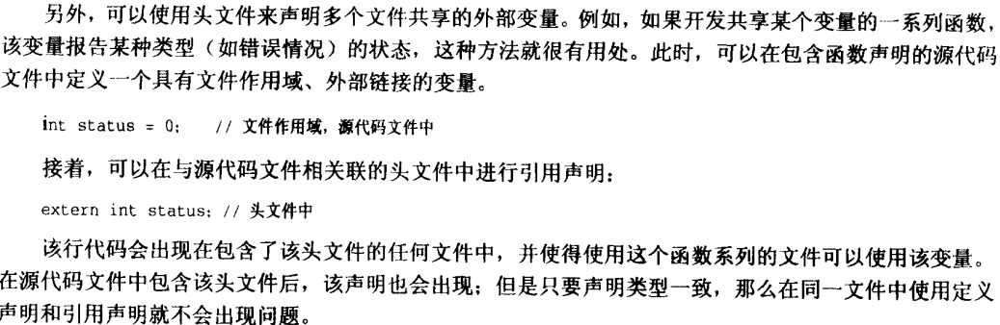 另外，可以使用头文件来声明多个文件共享的外部变量。例如，如果开发共享某个变量的一系列函数，
该变量报告某种类型（如错误情况）的状态，这种方法就很有用处。此时，可以在包含函数声明的源代码
文件中定义一个具有文件作用域、外部链接的变量。
int status = 0;   // 文件作用域，源代码文件中
接着，可以在与源代码文件相关联的头文件中进行引用声明：
extern int status; // 头文件中
该行代码会出现在包含了该头文件的任何文件中，并使得使用这个函数系列的文件可以使用该变量。
在源代码文件中包含该头文件后，该声明也会出现；但是只要声明类型一致，那么在同一文件中使用定义
声明和引用声明就不会出现问题。